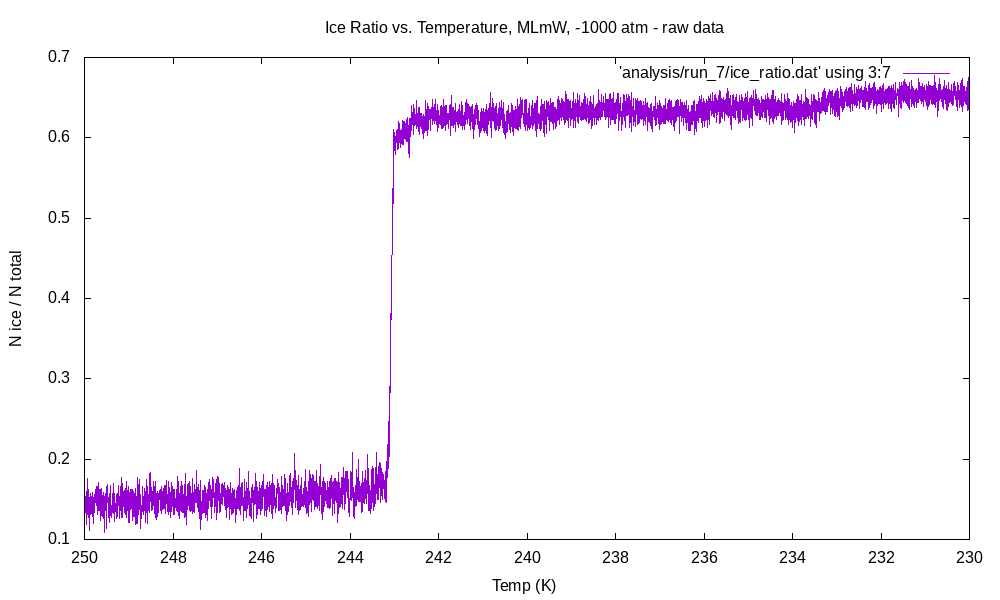 Ice Ratio vs. Temperature, MLmW, -1000 atm - raw data
'analysis/run_7/ice_ratio.dat' using 3:7
0.7
0.6
0.5
0.4
0.3
0.2
0.1
N ice / N total
250 248 246 244 242 240 238 236 234 232 230
Temp (K)